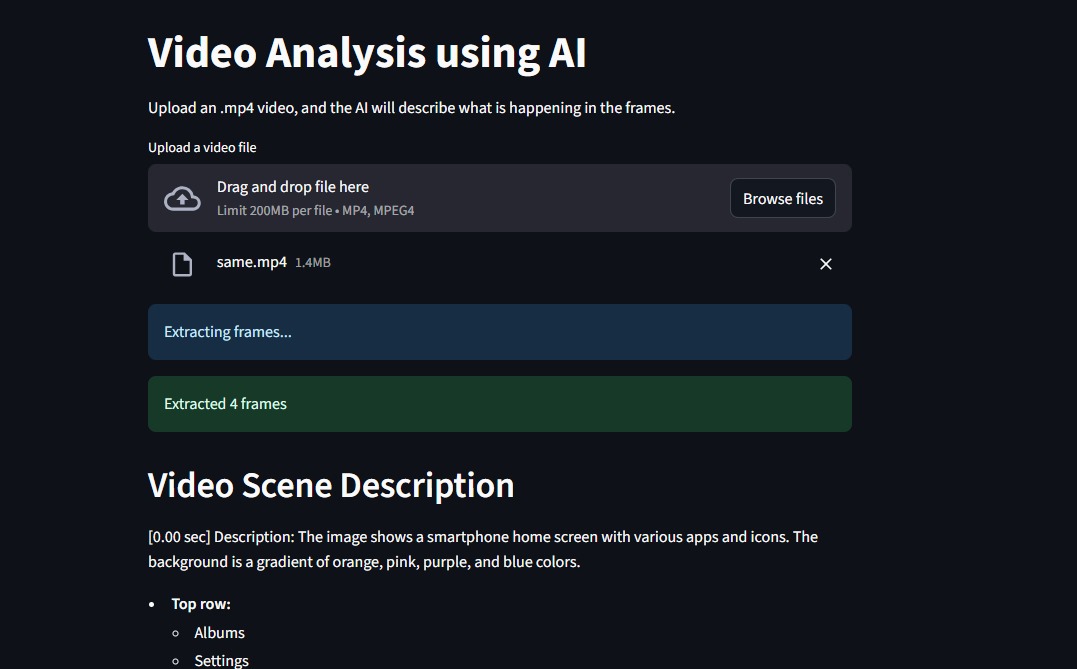 Video Analysis using AI
Upload an .mp4 video, and the AI will describe what is happening in the frames.
Upload a video file
Drag and drop file here
Limit 200MB per file • MP4, MPEG4
Browse files
same.mp4 1.4MB
Extracting frames...
Extracted 4 frames
Video Scene Description
[0.00 sec] Description: The image shows a smartphone home screen with various apps and icons. The
background is a gradient of orange, pink, purple, and blue colors.
• Top row:
◦ Albums
◦ Settings